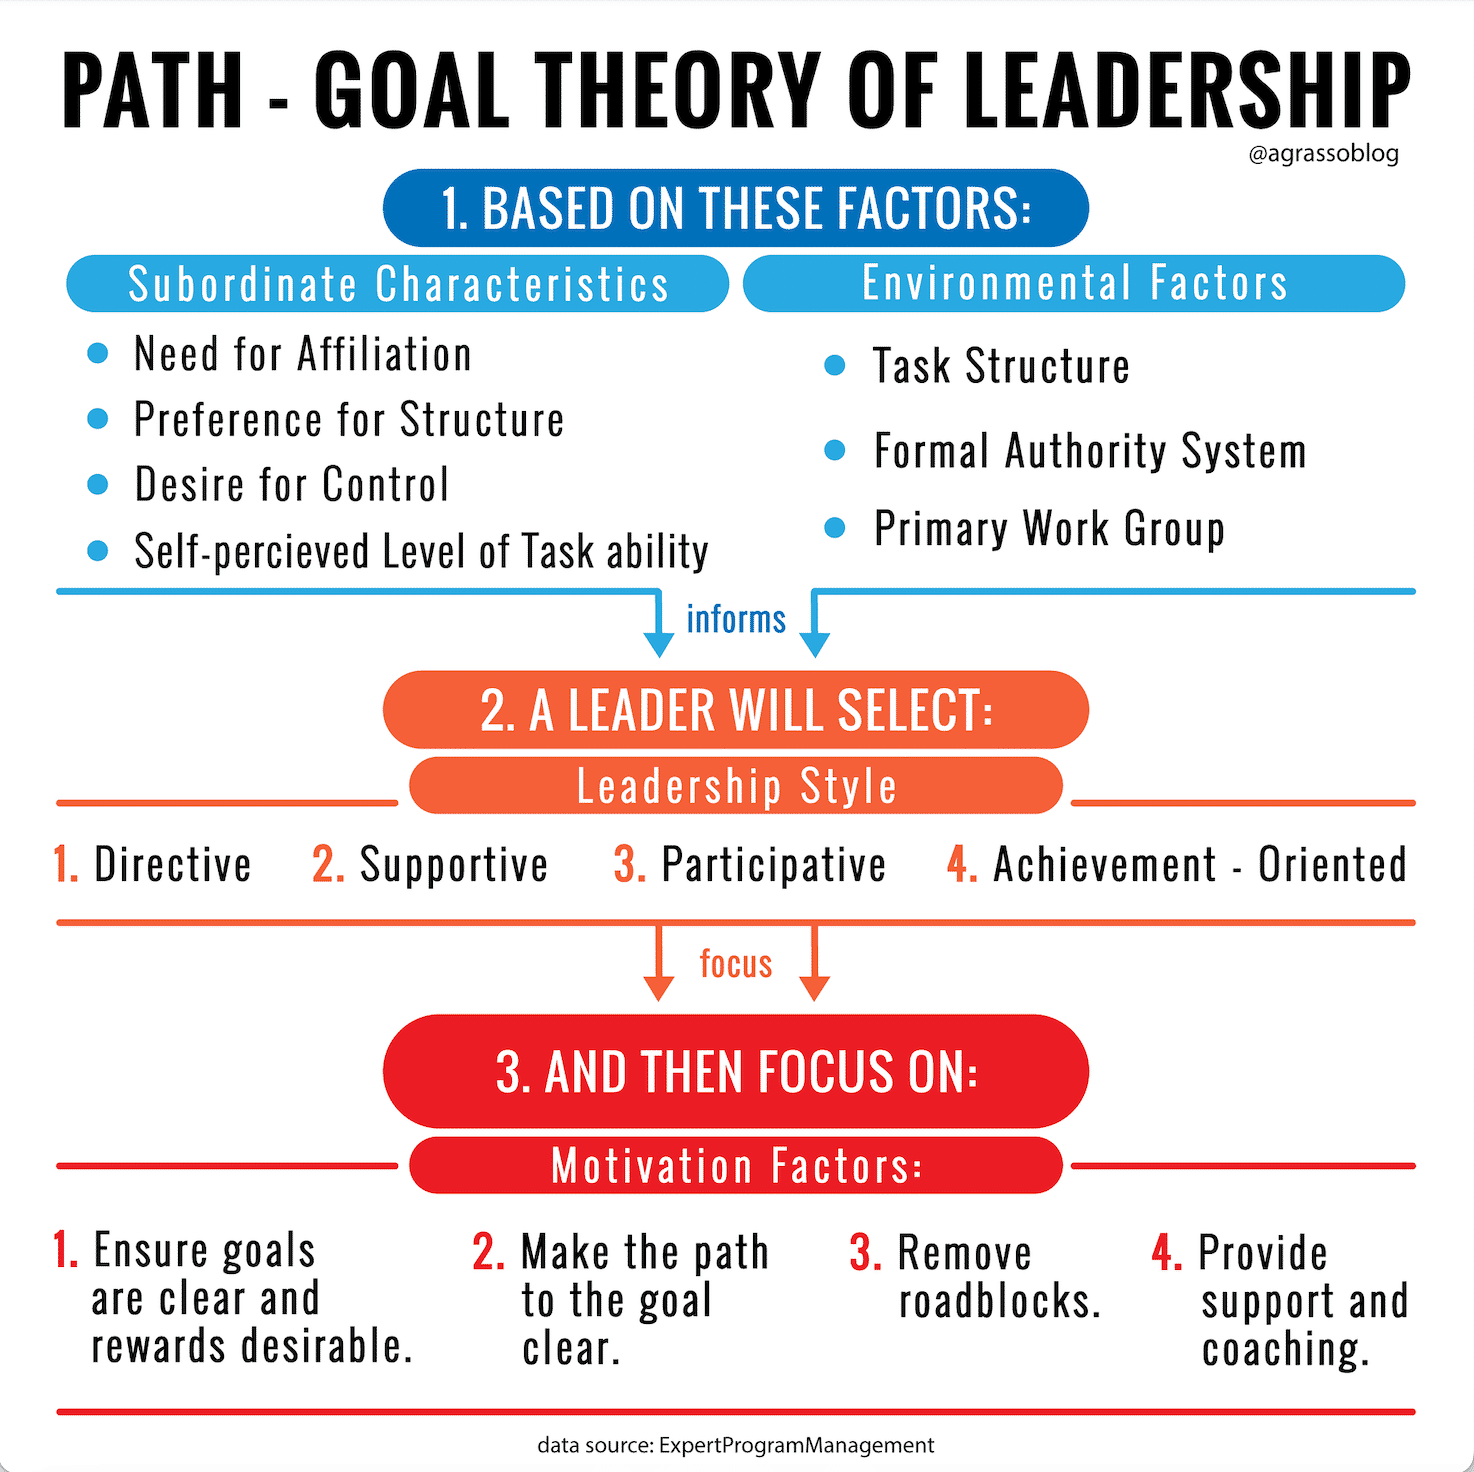 PATH - GOAL THEORY OF LEADERSHIP
@agrassoblog
1. BASED ON THESE FACTORS:
Subordinate Characteristics
Need for Affiliation
Preference for Structure
Desire for Control
Self-percieved Level of Task ability
Environmental Factors
Task Structure
Formal Authority System
Primary Work Group
informs
2. A LEADER WILL SELECT:
Leadership Style
1. Directive
2. Supportive
3. Participative
4. Achievement - Oriented
focus
3. AND THEN FOCUS ON:
Motivation Factors:
1. Ensure goals
are clear and
rewards desirable.
2. Make the path
to the goal
clear.
3. Remove
roadblocks.
4. Provide
support and
coaching.
data source: ExpertProgramManagement